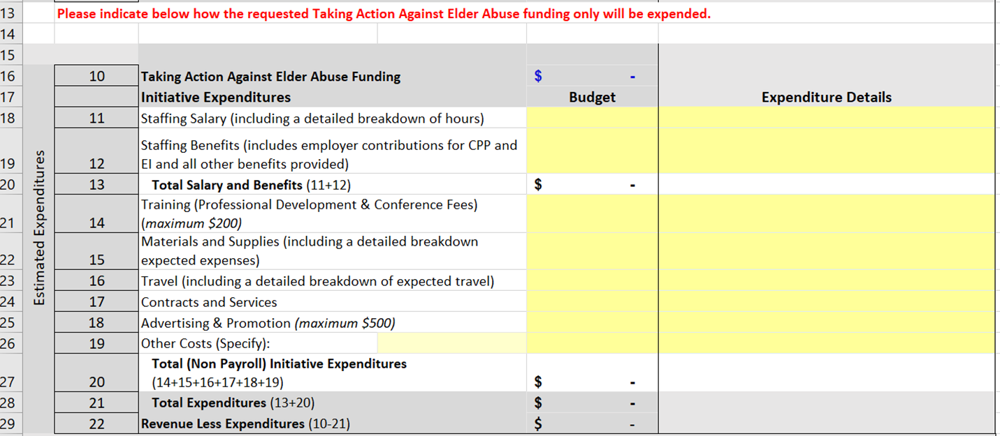 13 Please indicate below how the requested Taking Action Against Elder Abuse funding only will be expended.
14
15
16 10 Taking Action Against Elder Abuse Funding $ -
17 Initiative Expenditures Budget Expenditure Details
18 11 Staffing Salary (including a detailed breakdown of hours)
Staffing Benefits (includes employer contributions for CPP and
19 12 EI and all other benefits provided)
20 13 Total Salary and Benefits (11+12) $ -
Training (Professional Development & Conference Fees)
21 14 (maximum $200)
Materials and Supplies (including a detailed breakdown
22 15 expected expenses)
23 16 Travel (including a detailed breakdown of expected travel)
24 17 Contracts and Services
25 18 Advertising & Promotion (maximum $500)
26 19 Other Costs (Specify):
Total (Non Payroll) Initiative Expenditures
27 20 (14+15+16+17+18+19) $ -
28 21 Total Expenditures (13+20) $ -
29 22 Revenue Less Expenditures (10-21) $ -
Estimated Expenditures